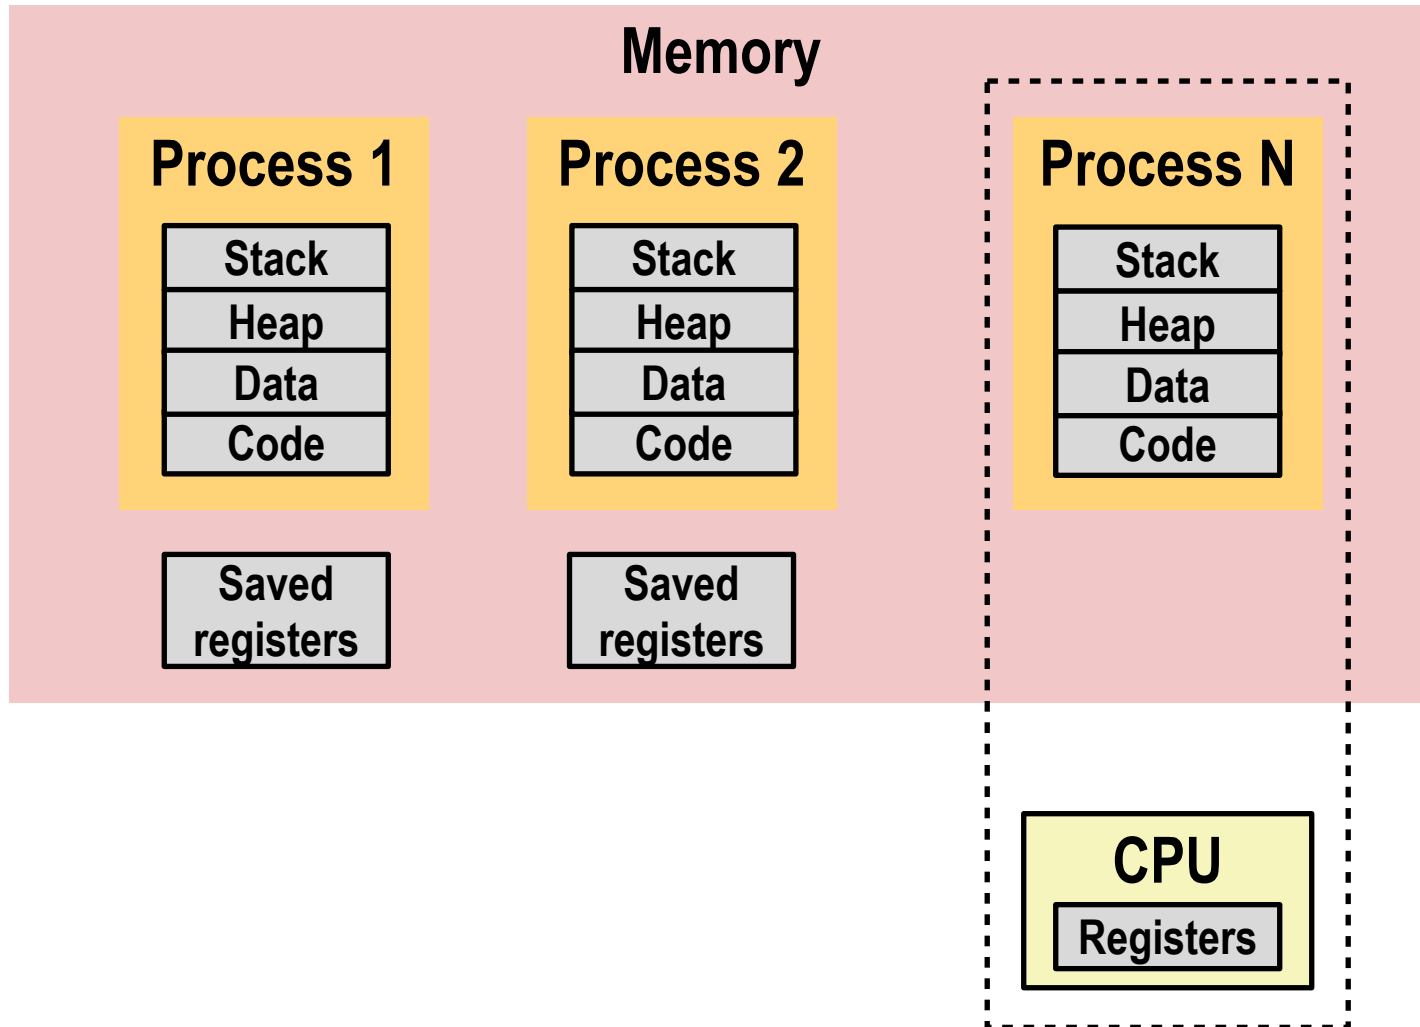 Memory
Process 1
Stack
Heap
Data
Code
Saved
registers
Process 2
Stack
Heap
Data
Code
Saved
registers
Process N
Stack
Heap
Data
Code
CPU
Registers